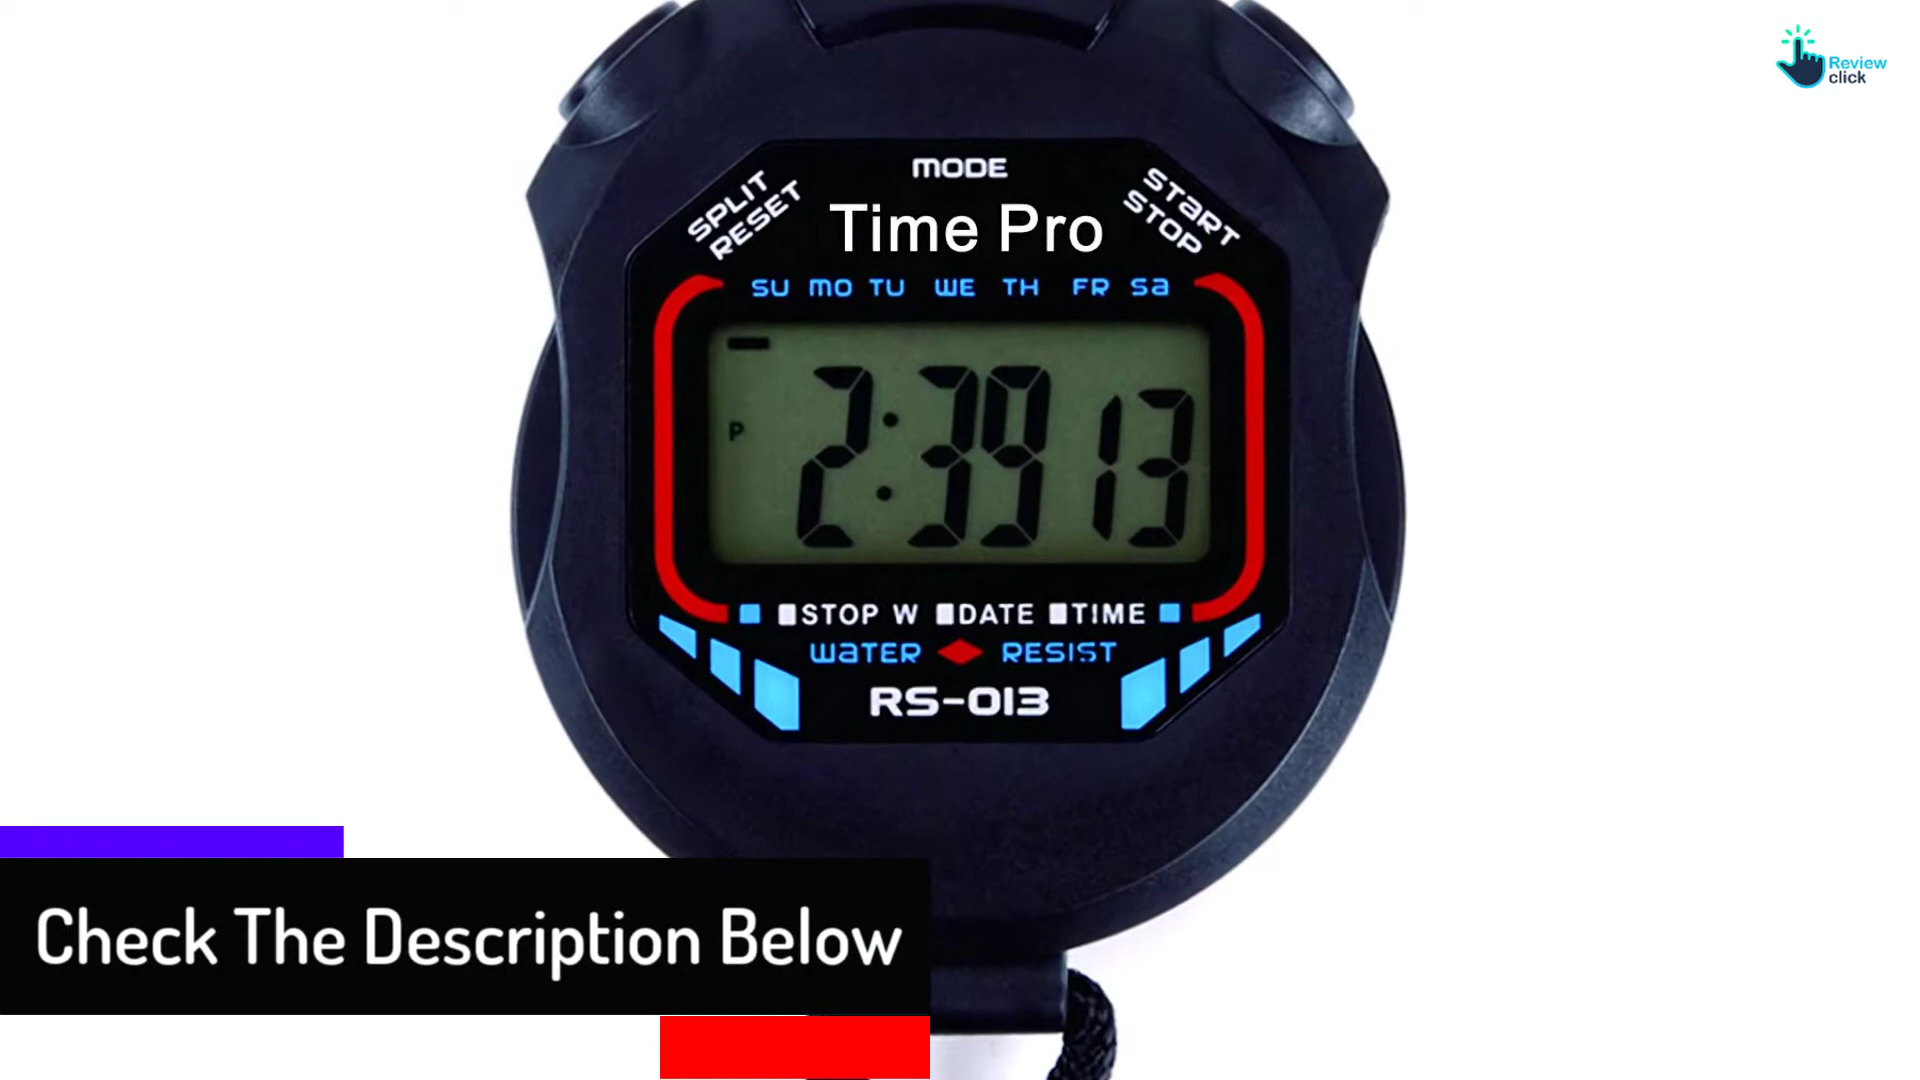 Review
click
MODE
SPLIT
RESET
START
STOP
Time Pro
SU MO TU WE TH FR Sa
P
2:39 13
STOP W DATE TIME
WATER RESIST
RS-013
Check The Description Below